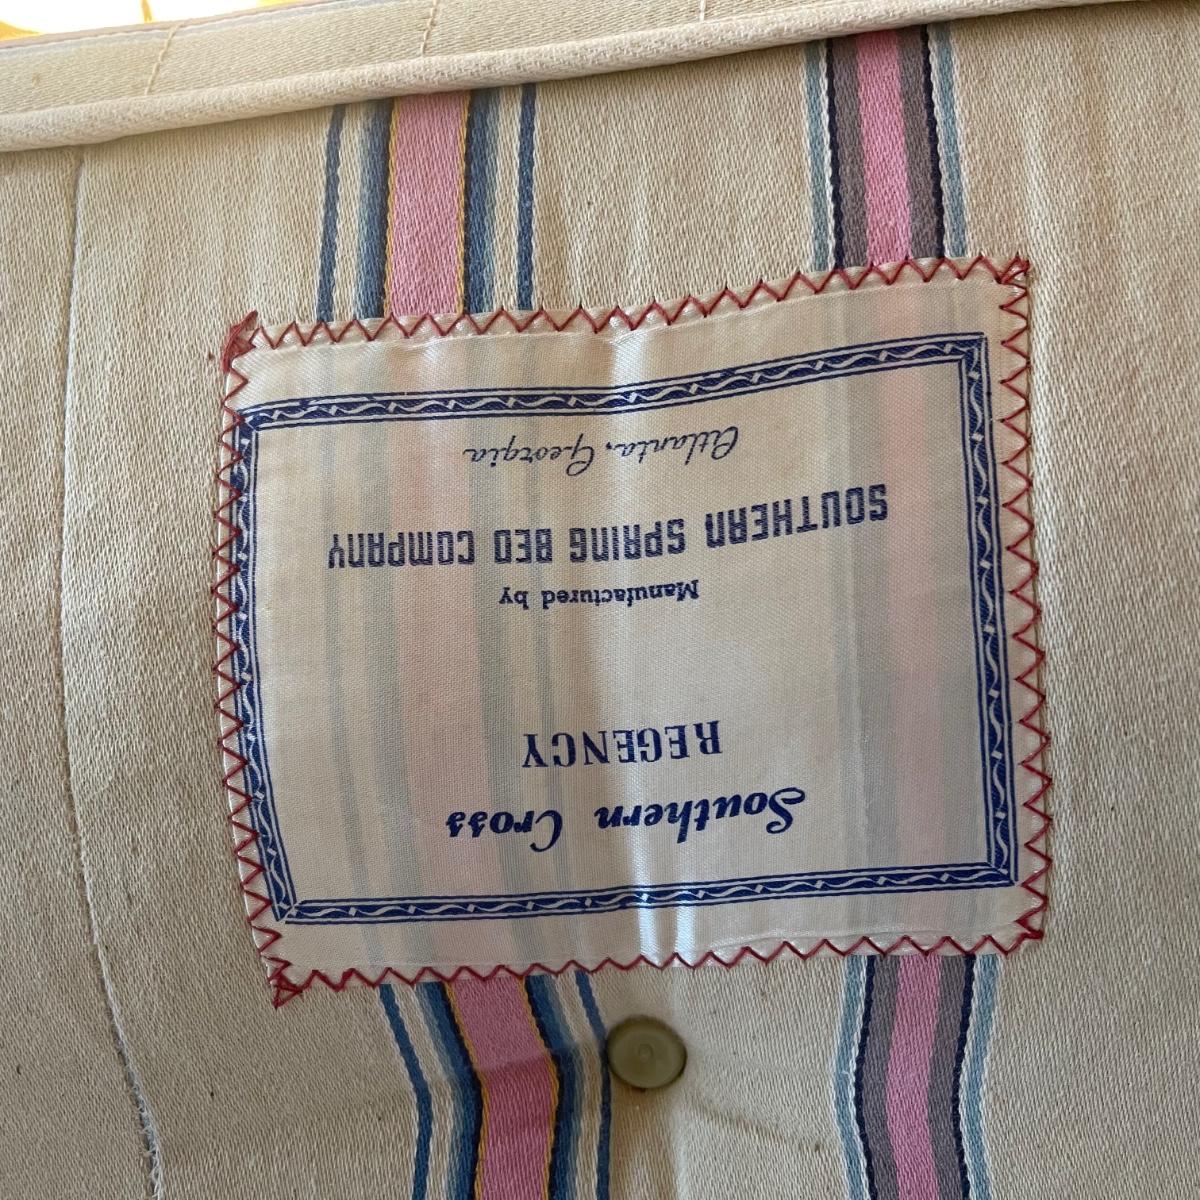 Southern Cross
REGENCY
Manufactured by
SOUTHERN SPRING BED COMPANY
Atlanta, Georgia